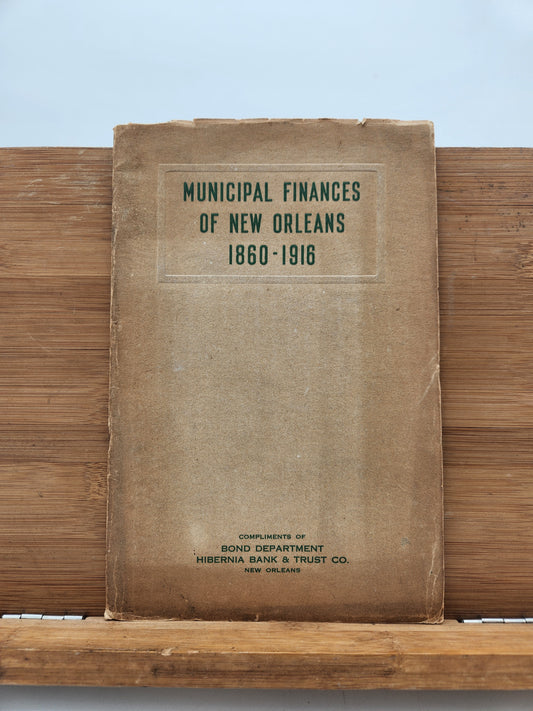 MUNICIPAL FINANCES
OF NEW ORLEANS
1860-1916
COMPLIMENTS OF
BOND DEPARTMENT
HIBERNIA BANK & TRUST CO.
NEW ORLEANS